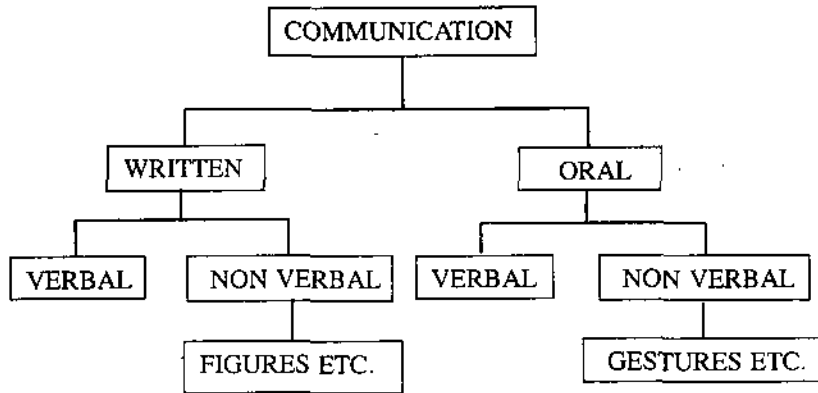 COMMUNICATION
WRITTEN
ORAL
VERBAL
NON VERBAL
VERBAL
NON VERBAL
FIGURES ETC.
GESTURES ETC.